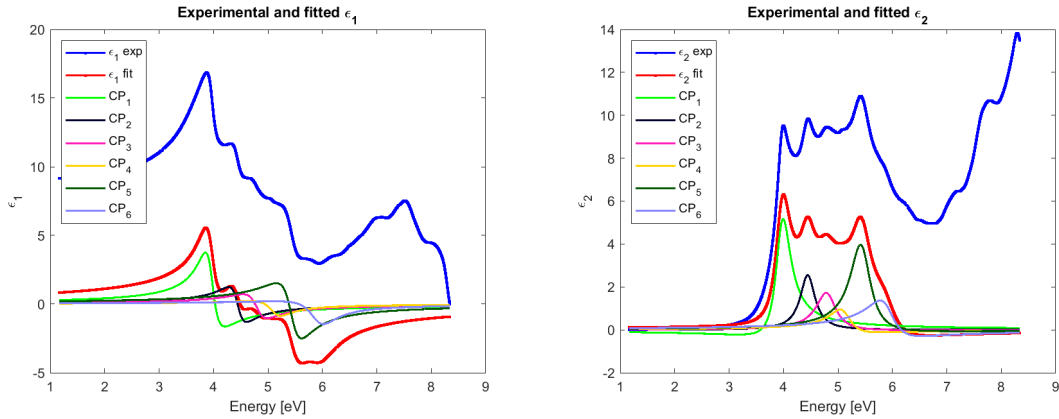 Experimental and fitted ϵ₁
20
15
10
5
0
-5
ϵ₁
ϵ₁ exp
ϵ₁ fit
CP₁
CP₂
CP₃
CP₄
CP₅
CP₆
1 2 3 4 5 6 7 8 9
Energy [eV]
Experimental and fitted ϵ₂
14
12
10
8
6
4
2
0
-2
ϵ₂
ϵ₂ exp
ϵ₂ fit
CP₁
CP₂
CP₃
CP₄
CP₅
CP₆
1 2 3 4 5 6 7 8 9
Energy [eV]